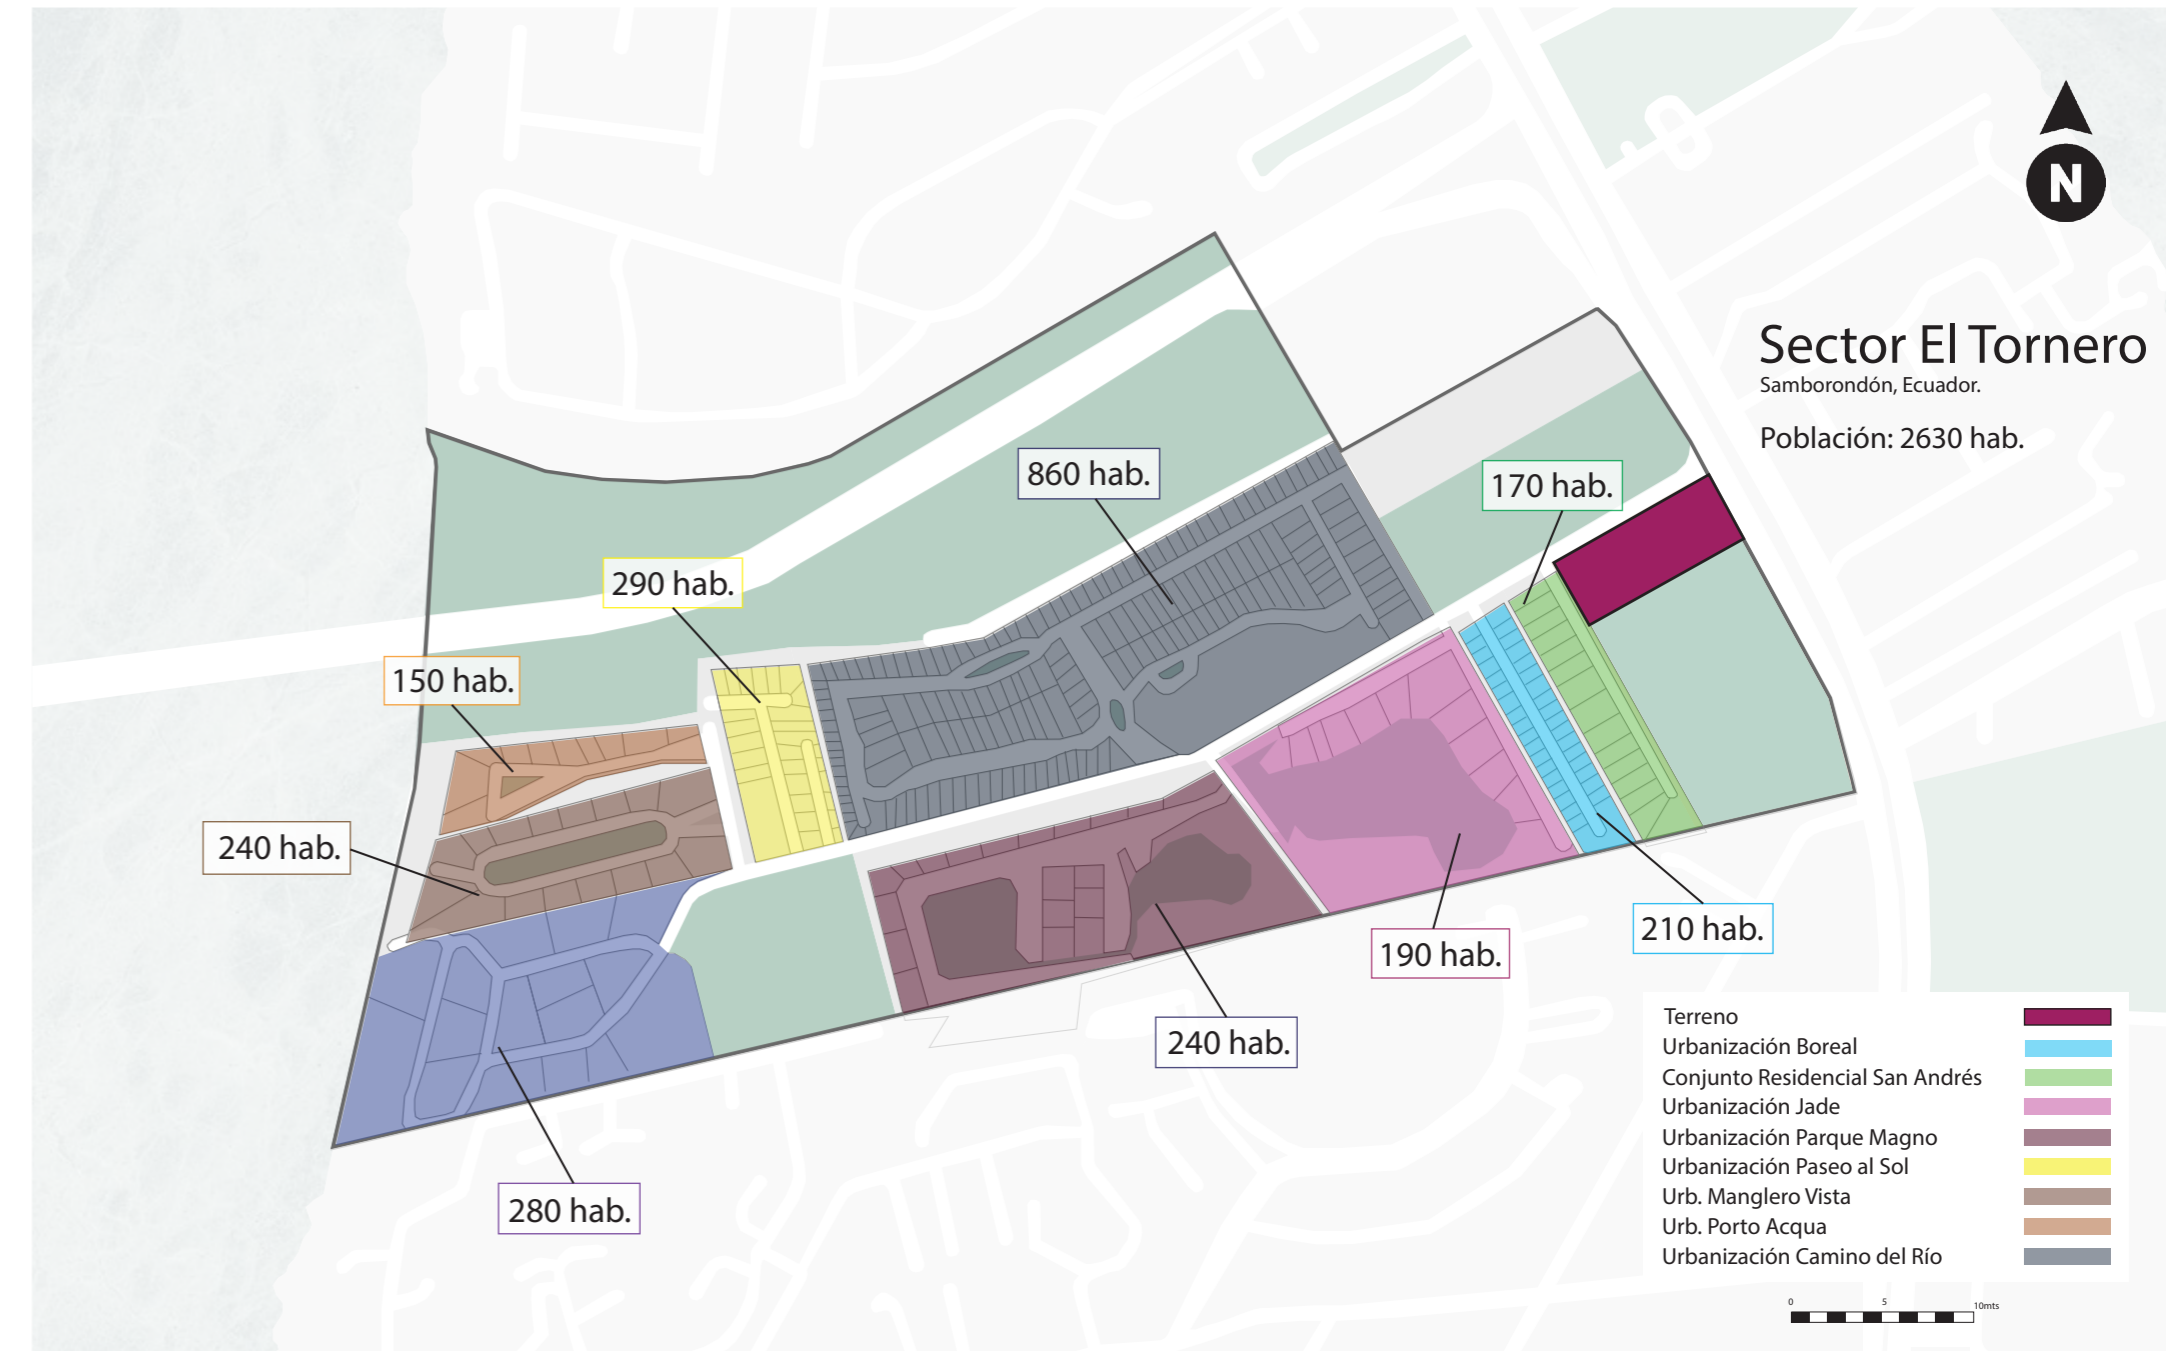 N
Sector El Tornero
Samborondón, Ecuador.
Población: 2630 hab.
860 hab.
170 hab.
290 hab.
150 hab.
240 hab.
210 hab.
190 hab.
240 hab.
280 hab.
Terreno
Urbanización Boreal
Conjunto Residencial San Andrés
Urbanización Jade
Urbanización Parque Magno
Urbanización Paseo al Sol
Urb. Manglero Vista
Urb. Porto Acqua
Urbanización Camino del Río
0 5 10mts